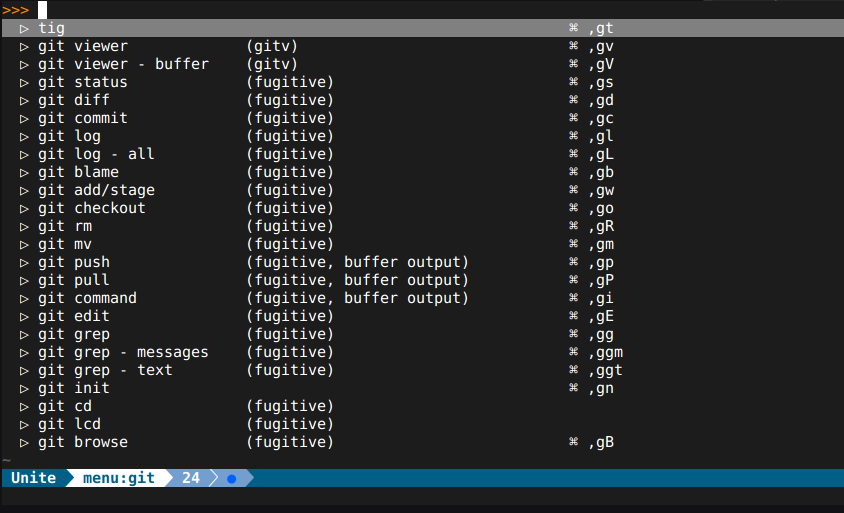 >>>
▷ tig ⌘ ,gt
▷ git viewer (gitv) ⌘ ,gv
▷ git viewer - buffer (gitv) ⌘ ,gV
▷ git status (fugitive) ⌘ ,gs
▷ git diff (fugitive) ⌘ ,gd
▷ git commit (fugitive) ⌘ ,gc
▷ git log (fugitive) ⌘ ,gl
▷ git log - all (fugitive) ⌘ ,gL
▷ git blame (fugitive) ⌘ ,gb
▷ git add/stage (fugitive) ⌘ ,gw
▷ git checkout (fugitive) ⌘ ,go
▷ git rm (fugitive) ⌘ ,gR
▷ git mv (fugitive) ⌘ ,gm
▷ git push (fugitive, buffer output) ⌘ ,gp
▷ git pull (fugitive, buffer output) ⌘ ,gP
▷ git command (fugitive, buffer output) ⌘ ,gi
▷ git edit (fugitive) ⌘ ,gE
▷ git grep (fugitive) ⌘ ,gg
▷ git grep - messages (fugitive) ⌘ ,ggm
▷ git grep - text (fugitive) ⌘ ,ggt
▷ git init ⌘ ,gn
▷ git cd (fugitive)
▷ git lcd (fugitive)
▷ git browse (fugitive) ⌘ ,gB
~
Unite menu:git 24 ●